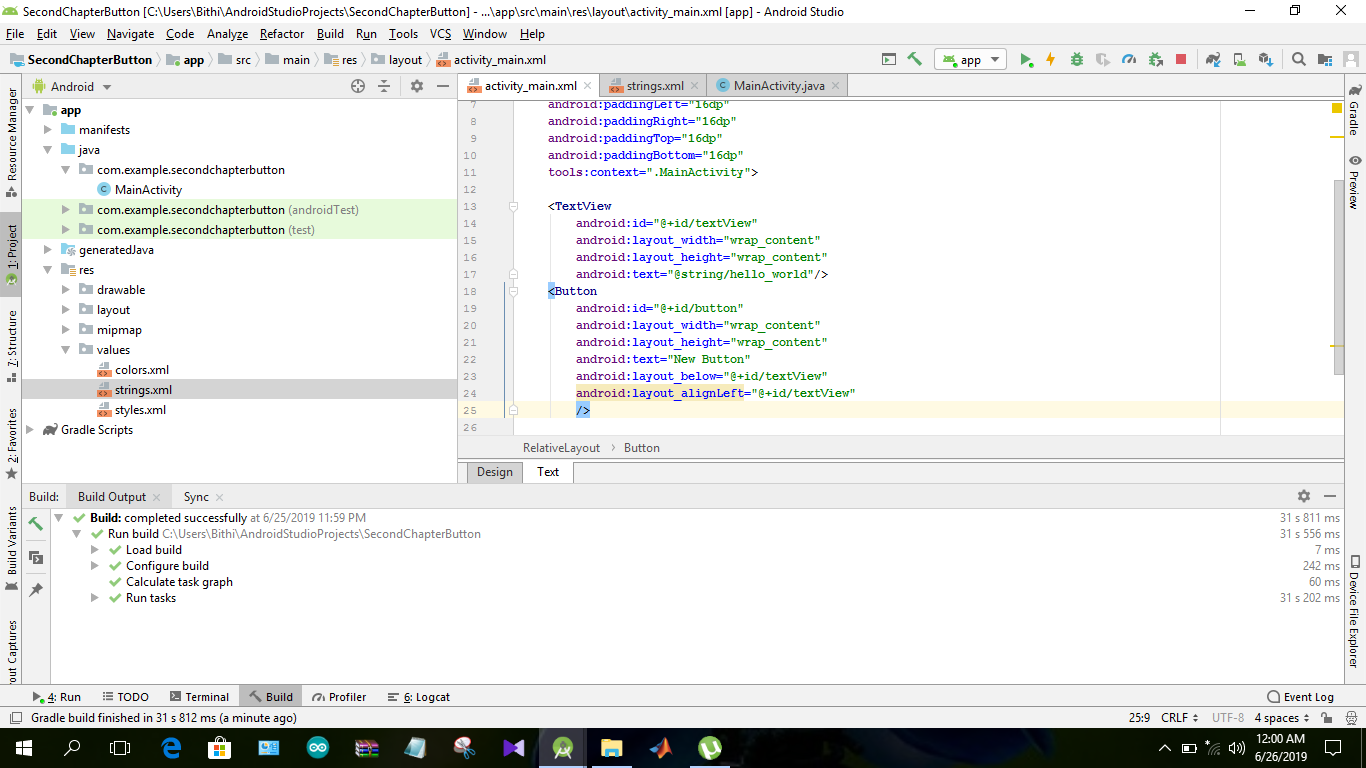 SecondChapterButton [C:\Users\Bithi\AndroidStudioProjects\SecondChapterButton] - ...\app\src\main\res\layout\activity_main.xml [app] - Android Studio
File Edit View Navigate Code Analyze Refactor Build Run Tools VCS Window Help
SecondChapterButton app src main res layout activity_main.xml app
Android
activity_main.xml strings.xml MainActivity.java
Resource Manager
1: Project
7: Structure
2: Favorites
Build Variants
out Captures
app
manifests
java
com.example.secondchapterbutton
MainActivity
com.example.secondchapterbutton (androidTest)
com.example.secondchapterbutton (test)
generatedJava
res
drawable
layout
mipmap
values
colors.xml
strings.xml
styles.xml
Gradle Scripts
7 android:paddingLeft="16dp"
8 android:paddingRight="16dp"
9 android:paddingTop="16dp"
10 android:paddingBottom="16dp"
11 tools:context=".MainActivity">
12
13 <TextView
14 android:id="@+id/textView"
15 android:layout_width="wrap_content"
16 android:layout_height="wrap_content"
17 android:text="@string/hello_world"/>
18 <Button
19 android:id="@+id/button"
20 android:layout_width="wrap_content"
21 android:layout_height="wrap_content"
22 android:text="New Button"
23 android:layout_below="@+id/textView"
24 android:layout_alignLeft="@+id/textView"
25 />
26
RelativeLayout Button
Design Text
Gradle
Preview
Device File Explorer
Build: Build Output Sync
Build: completed successfully at 6/25/2019 11:59 PM 31 s 811 ms
Run build C:\Users\Bithi\AndroidStudioProjects\SecondChapterButton 31 s 556 ms
Load build 7 ms
Configure build 242 ms
Calculate task graph 60 ms
Run tasks 31 s 202 ms
4: Run TODO Terminal Build Profiler 6: Logcat Event Log
Gradle build finished in 31 s 812 ms (a minute ago) 25:9 CRLF UTF-8 4 spaces
12:00 AM
6/26/2019